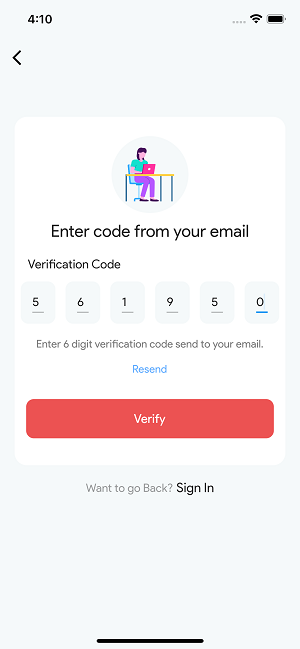 4:10
Enter code from your email
Verification Code
5 6 1 9 5 0
Enter 6 digit verification code send to your email.
Resend
Verify
Want to go Back? Sign In